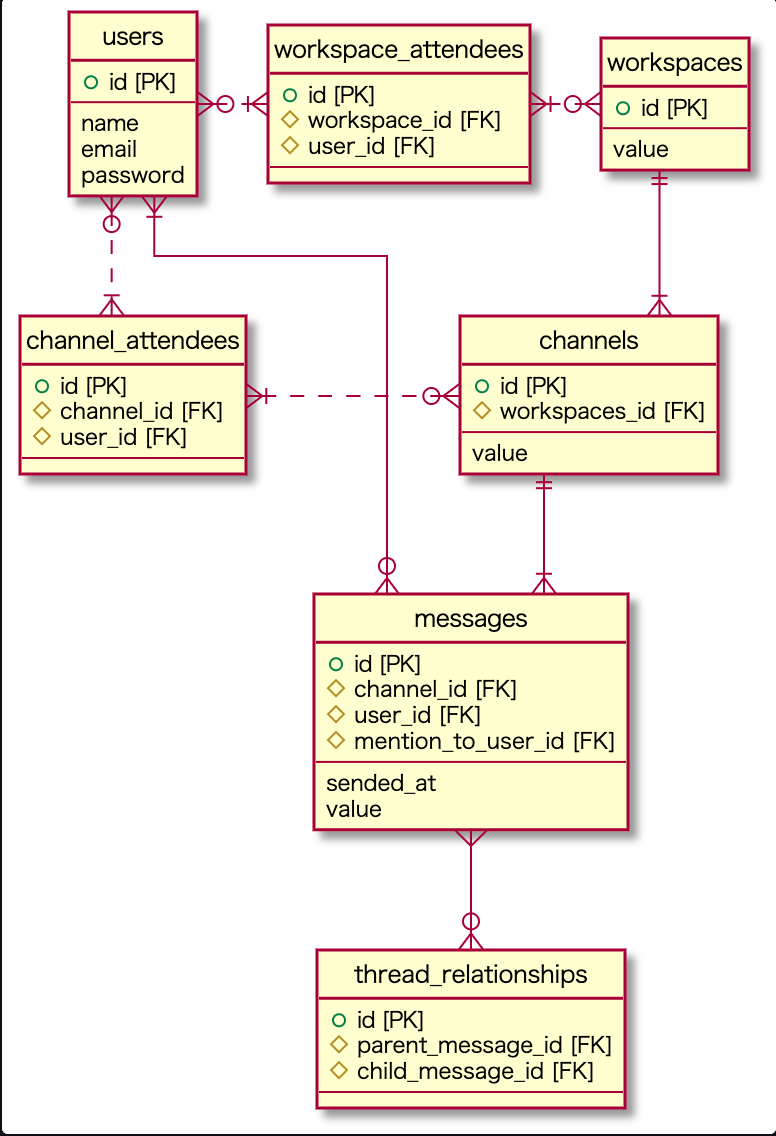 users
id [PK]
name
email
password
workspace_attendees
id [PK]
workspace_id [FK]
user_id [FK]
workspaces
id [PK]
value
channel_attendees
id [PK]
channel_id [FK]
user_id [FK]
channels
id [PK]
workspaces_id [FK]
value
messages
id [PK]
channel_id [FK]
user_id [FK]
mention_to_user_id [FK]
sended_at
value
thread_relationships
id [PK]
parent_message_id [FK]
child_message_id [FK]